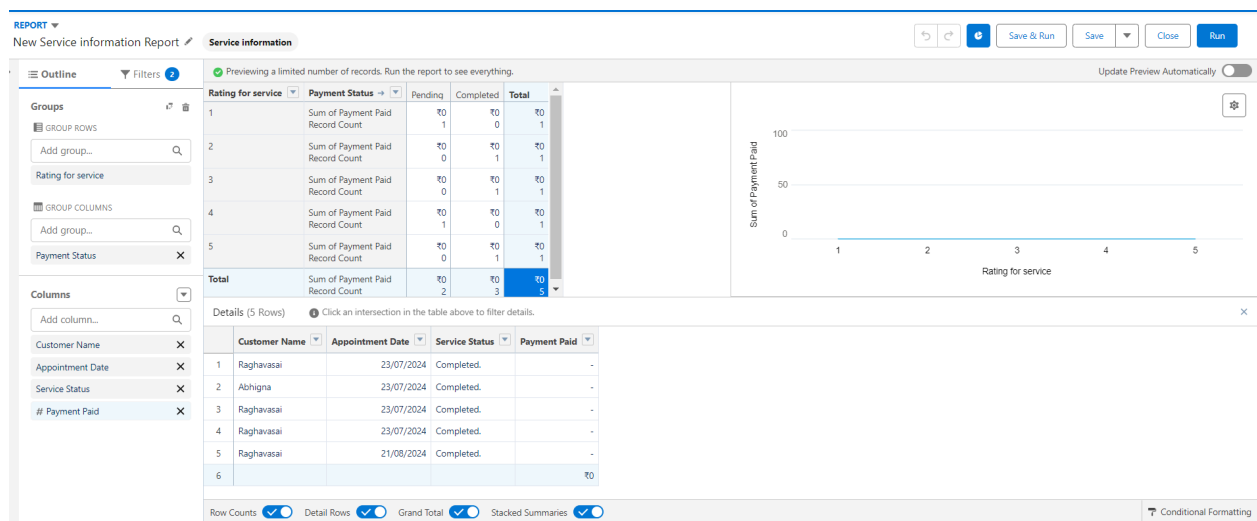 REPORT
New Service information Report
Service information
Save & Run
Save
Close
Run
Outline
Filters 2
Previewing a limited number of records. Run the report to see everything.
Update Preview Automatically
Groups
GROUP ROWS
Add group...
Rating for service
GROUP COLUMNS
Add group...
Payment Status
Columns
Add column...
Customer Name
Appointment Date
Service Status
# Payment Paid
Rating for service Payment Status → Pending Completed Total
1 Sum of Payment Paid ₹0 ₹0 ₹0
Record Count 1 0 1
2 Sum of Payment Paid ₹0 ₹0 ₹0
Record Count 0 1 1
3 Sum of Payment Paid ₹0 ₹0 ₹0
Record Count 0 1 1
4 Sum of Payment Paid ₹0 ₹0 ₹0
Record Count 1 0 1
5 Sum of Payment Paid ₹0 ₹0 ₹0
Record Count 0 1 1
Total Sum of Payment Paid ₹0 ₹0 ₹0
Record Count 2 3 5
Sum of Payment Paid
100
50
0
1 2 3 4 5
Rating for service
Details (5 Rows) Click an intersection in the table above to filter details.
Customer Name Appointment Date Service Status Payment Paid
1 Raghavasai 23/07/2024 Completed. -
2 Abhigna 23/07/2024 Completed. -
3 Raghavasai 23/07/2024 Completed. -
4 Raghavasai 23/07/2024 Completed. -
5 Raghavasai 21/08/2024 Completed. -
6 ₹0
Row Counts Detail Rows Grand Total Stacked Summaries Conditional Formatting